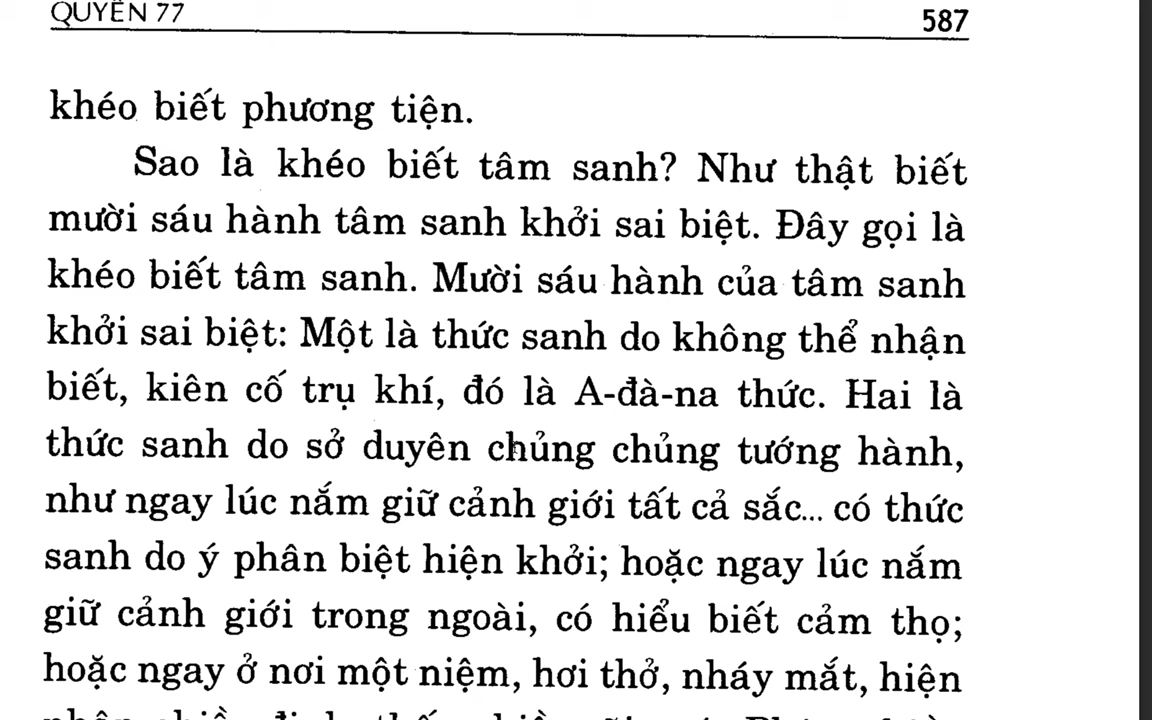 QUYỂN 77
587
khéo biết phương tiện.
Sao là khéo biết tâm sanh? Như thật biết
mười sáu hành tâm sanh khởi sai biệt. Đây gọi là
khéo biết tâm sanh. Mười sáu hành của tâm sanh
khởi sai biệt: Một là thức sanh do không thể nhận
biết, kiên cố trụ khí, đó là A-đà-na thức. Hai là
thức sanh do sở duyên chủng chủng tướng hành,
như ngay lúc nắm giữ cảnh giới tất cả sắc... có thức
sanh do ý phân biệt hiện khởi; hoặc ngay lúc nắm
giữ cảnh giới trong ngoài, có hiểu biết cảm thọ;
hoặc ngay ở nơi một niệm, hơi thở, nháy mắt, hiện